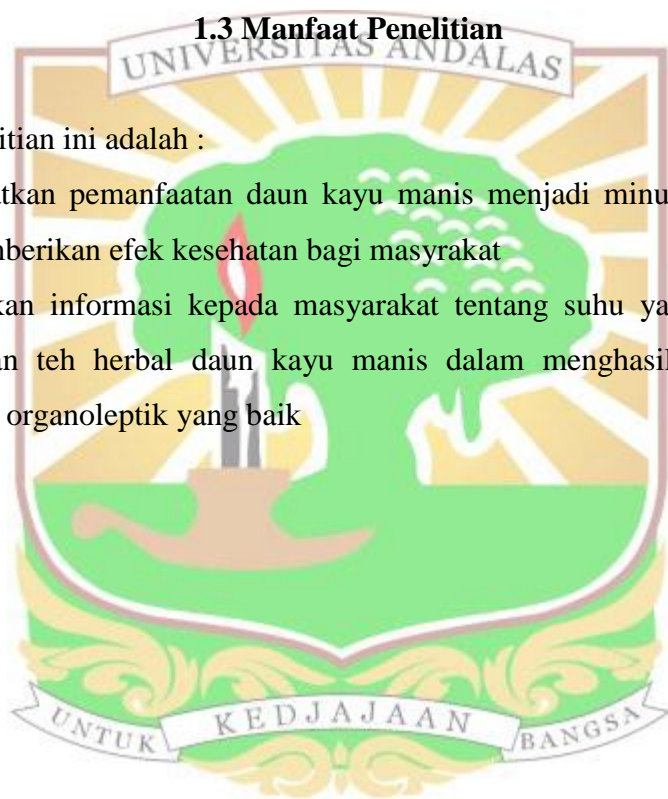 1.3 Manfaat Penelitian
UNIVERSITAS ANDALAS
itian ini adalah :
tkan pemanfaatan daun kayu manis menjadi minu
berikan efek kesehatan bagi masyrakat
kan informasi kepada masyarakat tentang suhu ya
an teh herbal daun kayu manis dalam menghasil
organoleptik yang baik
UNTUK KEDJAJAAN BANGSA